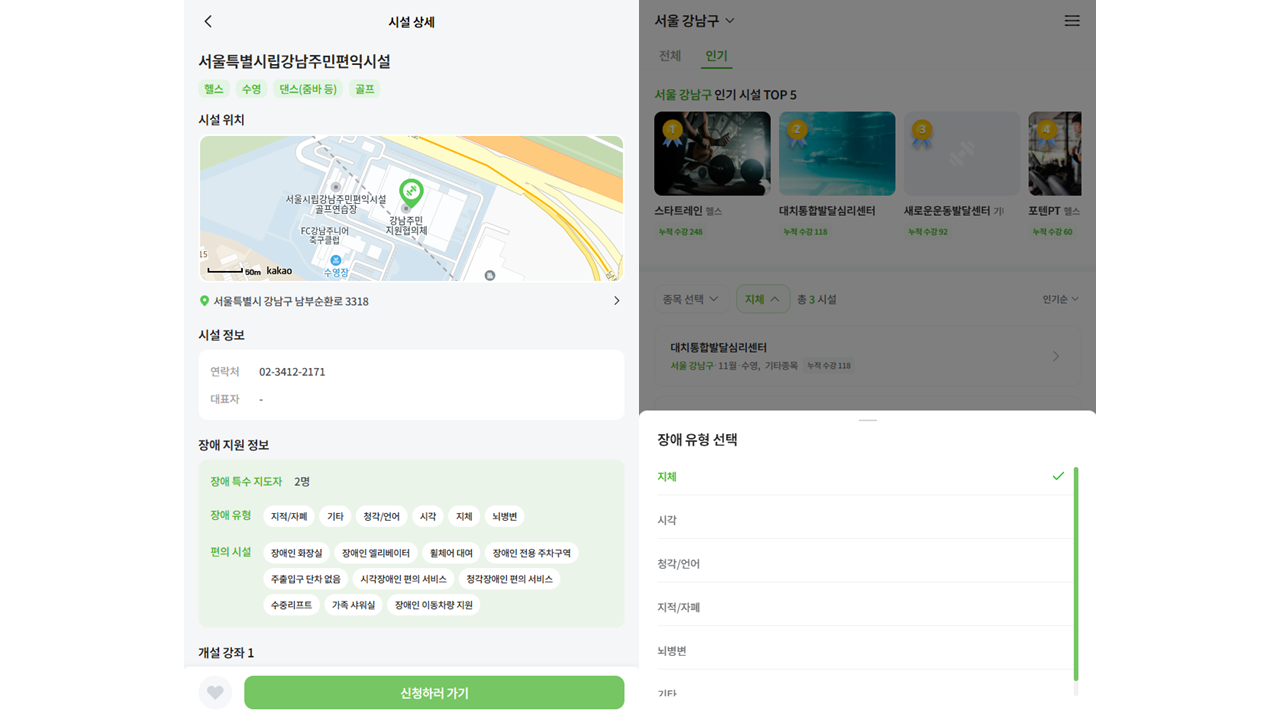 시설 상세
서울특별시립강남주민편익시설
헬스 수영 댄스(줌바 등) 골프
시설 위치
서울시립강남주민편익시설
골프연습장
강남주민
지원협의체
FC강남주니어
축구클럽
수영장
15
50m kakao
서울특별시 강남구 남부순환로 3318
시설 정보
연락처 02-3412-2171
대표자 -
장애 지원 정보
장애 특수 지도자 2명
장애 유형 지적/자폐 기타 청각/언어 시각 지체 뇌병변
편의 시설 장애인 화장실 장애인 엘리베이터 휠체어 대여 장애인 전용 주차구역
주출입구 단차 없음 시각장애인 편의 서비스 청각장애인 편의 서비스
수중리프트 가족 샤워실 장애인 이동차량 지원
개설 강좌 1
신청하러 가기
서울 강남구
전체 인기
서울 강남구 인기 시설 TOP 5
1 2 3 4
스타트레인 헬스 대치통합발달심리센터 새로운운동발달센터 기 포텐PT 헬스
누적 수강 248 누적 수강 118 누적 수강 92 누적 수강 60
종목 선택 지체 총 3 시설 인기순
대치통합발달심리센터
서울 강남구· 11월·수영, 기타종목 누적 수강 118
장애 유형 선택
지체
시각
청각/언어
지적/자폐
뇌병변
기타